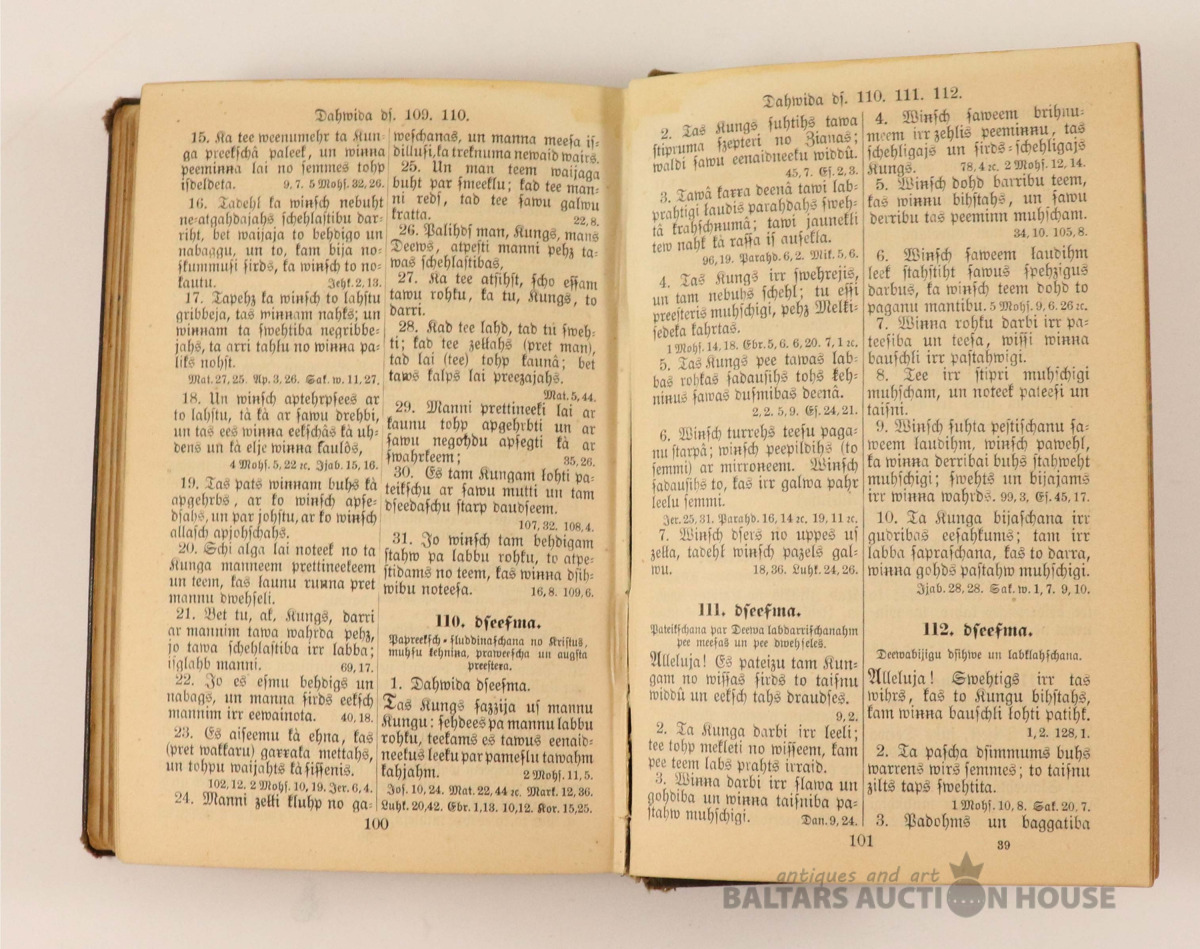 Dahwida dſ. 109. 110.
15. Ka tee weenumehr ta Kun-
ga preekſchâ paleek, un winna
peeminna lai no ſemmes tohp
iſdeldeta. 9. 7. 5 Mohſ. 32, 26.
16. Tadehl ka winſch nebuht
ne-atgahdajahs ſchehlaſtibu dar-
riht, bet waijaja to behdigo un
nabaggu, un to, kam bija no-
ſkummuſi ſirds, ka winſch to no-
kautu. Jehk. 2, 13.
17. Tapehz ka winſch to lahſtu
gribbeja, tas winnam nahks; un
winnam ta ſwehtiba negribbe-
jahs, ta arri tahlu no winna pa-
liks nohſt.
Mat. 27, 25. Ap. 3, 26. Sak. w. 11, 27.
18. Un winſch aptehrpſees ar
to lahſtu, tà kà ar ſawu drehbi,
un tas ees winna eekſchâs kà uh-
dens un kà elje winna kaulôs,
4 Mohſ. 5, 22 ꝛc. Ijab. 15, 16.
19. Tas pats winnam buhs kà
apgehrbs, ar ko winſch apſe-
dſahs, un par johſtu, ar ko winſch
allaſch apjohſchahs.
20. Schi alga lai noteek no ta
Kunga manneem prettineekeem
un teem, kas launu runna pret
mannu dwehſeli.
21. Bet tu, ak, Kungs, darri
ar mannim tawa wahrda pehz,
jo tawa ſchehlaſtiba irr labba;
iſglahb manni. 69, 17.
22. Jo es eſmu behdigs un
nabags, un manna ſirds eekſch
mannim irr eewainota. 40, 18.
23. Es aiſeemu kà ehna, kas
(pret wakkaru) garraka mettahs,
un tohpu waijahts kà ſiſſenis.
102, 12. 2 Mohſ. 10, 19. Jer. 6, 4.
24. Manni zelli kluhp no ga-
weſchanas, un manna meeſa iſ-
dilluſi, ka treknuma newaid wairs.
25. Un man teem waijaga
buht par ſmeeklu; kad tee man-
ni redſ, tad tee ſawu galwu
kratta. 22, 8.
26. Palihdſ man, Kungs, mans
Deews, atpeſti manni pehz ta-
was ſchehlaſtibas,
27. Ka tee atſihſt, ſcho eſſam
tawu rohku, ka tu, Kungs, to
darri.
28. Kad tee lahd, tad tu ſweh-
ti; kad tee zellahs (pret man),
tad lai (tee) tohp kaunâ; bet
taws kalps lai preezajahs.
Mat. 5, 44.
29. Manni prettineeki lai ar
kaunu tohp apgehrbti un ar
ſawu negohdu apſegti kà ar
ſwahrkeem; 35, 26.
30. Es tam Kungam ļohti pa-
teikſchu ar ſawu mutti un tam
dſeedaſchu ſtarp daudſeem.
107, 32. 108, 4.
31. Jo winſch tam behdigam
ſtahw pa labbu rohku, to atpe-
ſtidams no teem, kas winna dſih-
wibu noteeſa. 16, 8. 109, 6.
110. dſeeſma.
Papreekſch-ſluddinaſchana no Kriſtus,
muhſu kehnina, praweeſcha un augſta
preeſtera.
1. Dahwida dſeeſma.
Tas Kungs ſazzija uſ mannu
Kungu: ſehdees pa mannu labbu
rohku, teekams es tawus eenaid-
neekus leeku par pameſlu tawahm
kahjahm. 2 Mohſ. 11, 5.
Joſ. 10, 24. Mat. 22, 44 ꝛc. Mark. 12, 36.
Luhk. 20, 42. Ebr. 1, 13. 10, 12. Kor. 15, 25.
100
Dahwida dſ. 110. 111. 112.
2. Tas Kungs ſuhtihs tawa
ſtipruma ſzepteri no Zianas;
waldi ſawu eenaidneeku widdû.
45, 7. Eſ. 2, 3.
3. Tawâ karra deenâ tawi lab-
prahtigi laudis parahdahs ſweh-
tâ krahſchnumâ; tawi jaunekli
tew nahk kà raſſa iſ auſekla.
96, 19. Parahd. 6, 2. Mik. 5, 6.
4. Tas Kungs irr ſwehrejis,
un tam nebuhs ſchehl; tu eſſi
preeſteris muhſchigi, pehz Melki-
ſedeka kahrtas.
1 Mohſ. 14, 18. Ebr. 5, 6. 6, 20. 7, 1 ꝛc.
5. Tas Kungs pee tawas lab-
bas rohkas ſadauſihs tohs keh-
ninus ſawas duſmibas deenâ.
2, 2. 5, 9. Eſ. 24, 21.
6. Winſch turrehs teeſu paga-
nu ſtarpâ; winſch peepildihs (to
ſemmi) ar mirroneem. Winſch
ſadauſihs to, kas irr galwa pahr
leelu ſemmi.
Jer. 25, 31. Parahd. 16, 14 ꝛc. 19, 11 ꝛc.
7. Winſch dſers no uppes uſ
zella, tadehl winſch pazels gal-
wu. 18, 36. Luhk. 24, 26.
111. dſeeſma.
Pateikſchana par Deewa labdarriſchanahm
pee meeſas un pee dwehſeles.
Alleluja! Es pateizu tam Kun-
gam no wiſſas ſirds to taiſnu
widdû un eekſch tahs draudſes.
9, 2.
2. Ta Kunga darbi irr leeli;
tee tohp mekleti no wiſſeem, kam
pee teem labs prahts irraid.
3. Winna darbi irr ſlawa un
gohdiba un winna taiſniba pa-
ſtahw muhſchigi. Dan. 9, 24.
4. Winſch ſaweem brihnu-
meem irr zehlis peeminnu, tas
ſchehligajs un ſirds-ſchehligajs
Kungs. 78, 4 ꝛc. 2 Mohſ. 12, 14.
5. Winſch dohd barribu teem,
kas winnu bihſtahs, un ſawu
derribu tas peeminn muhſcham.
34, 10. 105, 8.
6. Winſch ſaweem laudihm
leek ſtahſtiht ſawus ſpehzigus
darbus, ka winſch teem dohd to
paganu mantibu. 5 Mohſ. 9, 6. 26 ꝛc.
7. Winna rohku darbi irr pa-
teeſiba un teeſa, wiſſi winna
bauſchli irr paſtahwigi.
8. Tee irr ſtipri muhſchigi
muhſcham, un noteek pateeſi un
taiſni.
9. Winſch ſuhta peſtiſchanu ſa-
weem laudihm, winſch pawehl,
ka winna derribai buhs ſtahweht
muhſchigi; ſwehts un bijajams
irr winna wahrds. 99, 3. Eſ. 45, 17.
10. Ta Kunga bijaſchana irr
gudribas eeſahkums; tam irr
labba ſapraſchana, kas to darra,
winna gohds paſtahw muhſchigi.
Ijab. 28, 28. Sak. w. 1, 7. 9, 10.
112. dſeeſma.
Deewabijigu dſihwe un labklahſchana.
Alleluja! Swehtigs irr tas
wihrs, kas to Kungu bihſtahs,
kam winna bauſchli ļohti patihk.
1, 2. 128, 1.
2. Ta paſcha dſimmums buhs
warrens wirs ſemmes; to taiſnu
zilts taps ſwehtita.
1 Mohſ. 10, 8. Sak. 20, 7.
3. Padohms un baggatiba
101
39
antiques and art
BALTARS AUCTION HOUSE